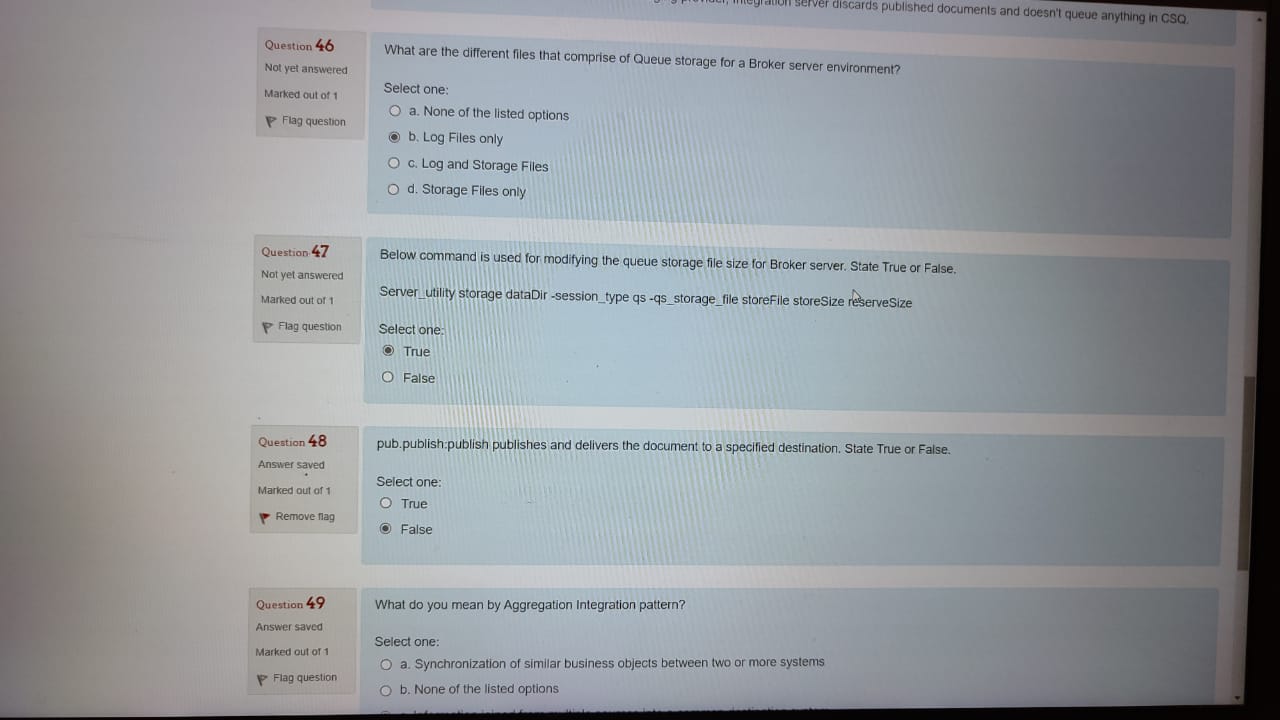 server discards published documents and doesn't queue anything in CSQ.
Question 46
Not yet answered
Marked out of 1
Flag question
What are the different files that comprise of Queue storage for a Broker server environment?
Select one:
a. None of the listed options
b. Log Files only
c. Log and Storage Files
d. Storage Files only
Question 47
Not yet answered
Marked out of 1
Flag question
Below command is used for modifying the queue storage file size for Broker server. State True or False.
Server_utility storage dataDir -session_type qs -qs_storage_file storeFile storeSize reserveSize
Select one:
True
False
Question 48
Answer saved
Marked out of 1
Remove flag
pub.publish:publish publishes and delivers the document to a specified destination. State True or False.
Select one:
True
False
Question 49
Answer saved
Marked out of 1
Flag question
What do you mean by Aggregation Integration pattern?
Select one:
a. Synchronization of similar business objects between two or more systems
b. None of the listed options